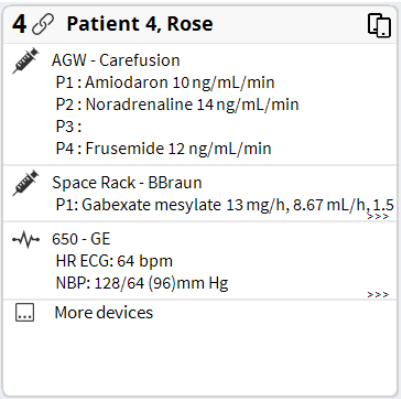 4 Patient 4, Rose
AGW - Carefusion
P1 : Amiodaron 10 ng/mL/min
P2 : Noradrenaline 14 ng/mL/min
P3 :
P4 : Frusemide 12 ng/mL/min
Space Rack - BBraun
P1: Gabexate mesylate 13 mg/h, 8.67 mL/h, 1.5
>>>
650 - GE
HR ECG: 64 bpm
NBP: 128/64 (96)mm Hg
>>>
More devices